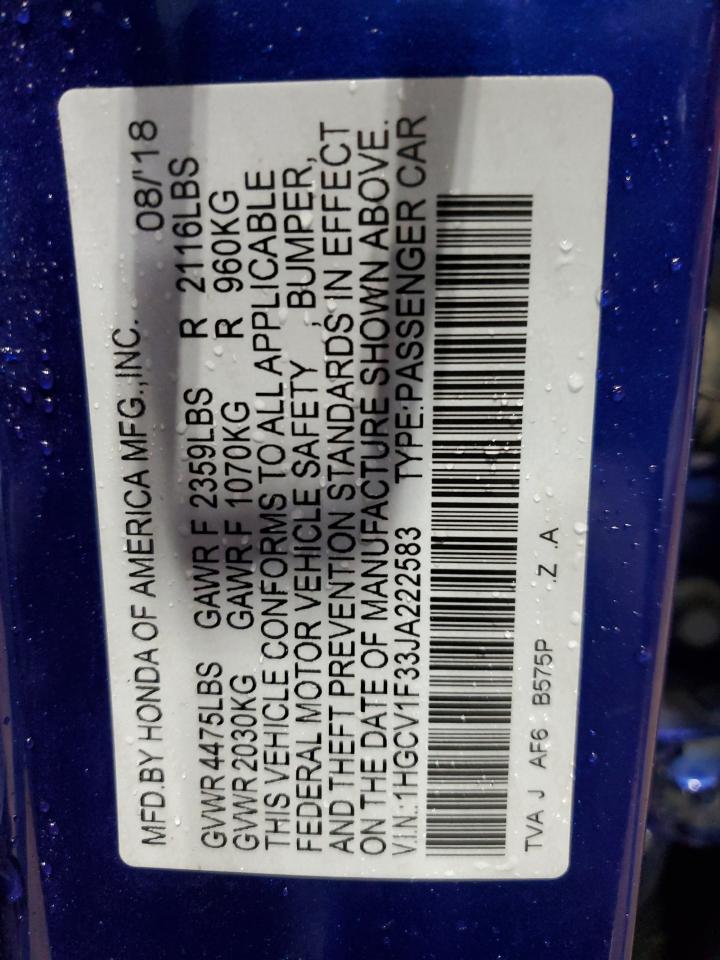 MFD.BY HONDA OF AMERICA MFG.,INC. 08/'18
GVWR 4475LBS GAWR F 2359LBS R 2116LBS
GVWR 2030KG GAWR F 1070KG R 960KG
THIS VEHICLE CONFORMS TO ALL APPLICABLE
FEDERAL MOTOR VEHICLE SAFETY , BUMPER,
AND THEFT PREVENTION STANDARDS IN EFFECT
ON THE DATE OF MANUFACTURE SHOWN ABOVE.
V.I.N.:1HGCV1F33JA222583 TYPE:PASSENGER CAR
TVA J AF6 . B575P .Z .A